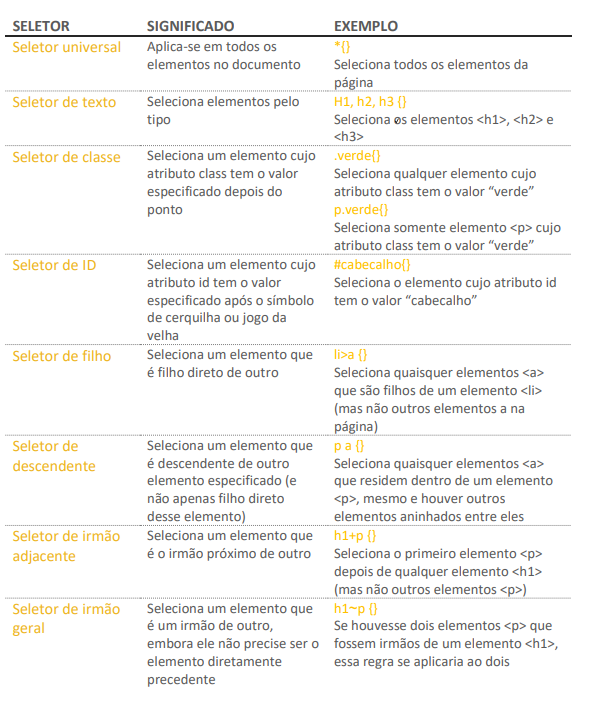 SELETOR SIGNIFICADO EXEMPLO
Seletor universal
Aplica-se em todos os
elementos no documento
*{}
Seleciona todos os elementos da
página
Seletor de texto
Seleciona elementos pelo
tipo
H1, h2, h3 {}
Seleciona os elementos <h1>, <h2> e
<h3>
Seletor de classe
Seleciona um elemento cujo
atributo class tem o valor
especificado depois do
ponto
.verde{}
Seleciona qualquer elemento cujo
atributo class tem o valor “verde”
p.verde{}
Seleciona somente elemento <p> cujo
atributo class tem o valor “verde”
Seletor de ID
Seleciona um elemento cujo
atributo id tem o valor
especificado após o símbolo
de cerquilha ou jogo da
velha
#cabecalho{}
Seleciona o elemento cujo atributo id
tem o valor “cabecalho”
Seletor de filho
Seleciona um elemento que
é filho direto de outro
li>a {}
Seleciona quaisquer elementos <a>
que são filhos de um elemento <li>
(mas não outros elementos a na
página)
Seletor de
descendente
Seleciona um elemento que
é descendente de outro
elemento especificado (e
não apenas filho direto
desse elemento)
p a {}
Seleciona quaisquer elementos <a>
que residem dentro de um elemento
<p>, mesmo e houver outros
elementos aninhados entre eles
Seletor de irmão
adjacente
Seleciona um elemento que
é o irmão próximo de outro
h1+p {}
Seleciona o primeiro elemento <p>
depois de qualquer elemento <h1>
(mas não outros elementos <p>)
Seletor de irmão
geral
Seleciona um elemento que
é um irmão de outro,
embora ele não precise ser o
elemento diretamente
precedente
h1~p {}
Se houvesse dois elementos <p> que
fossem irmãos de um elemento <h1>,
essa regra se aplicaria ao dois